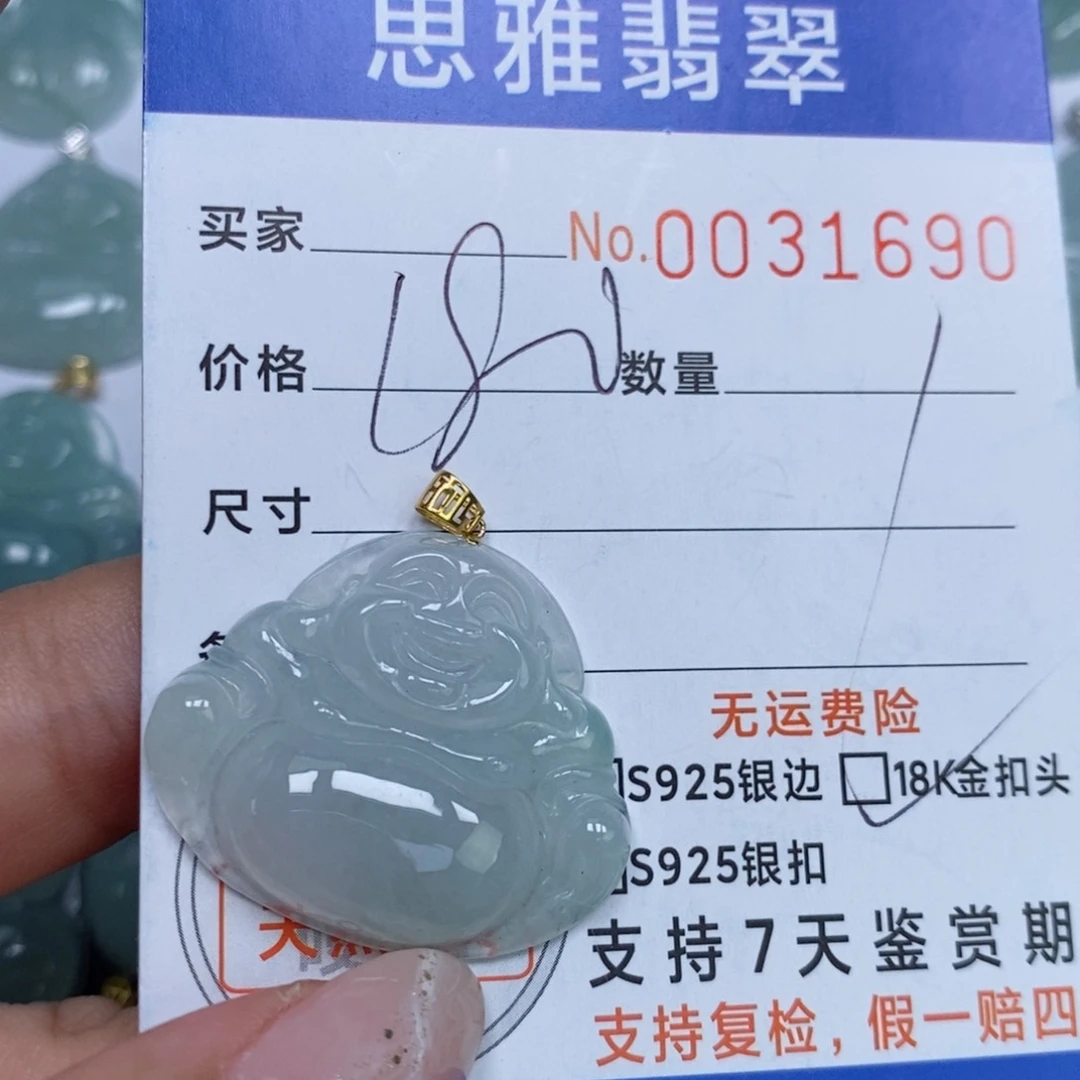 思雅翡翠
买家 No.0031690
价格 数量
尺寸
无运费险
S925银边 18K金扣头
S925银扣
支持7天鉴赏期
支持复检，假一赔四